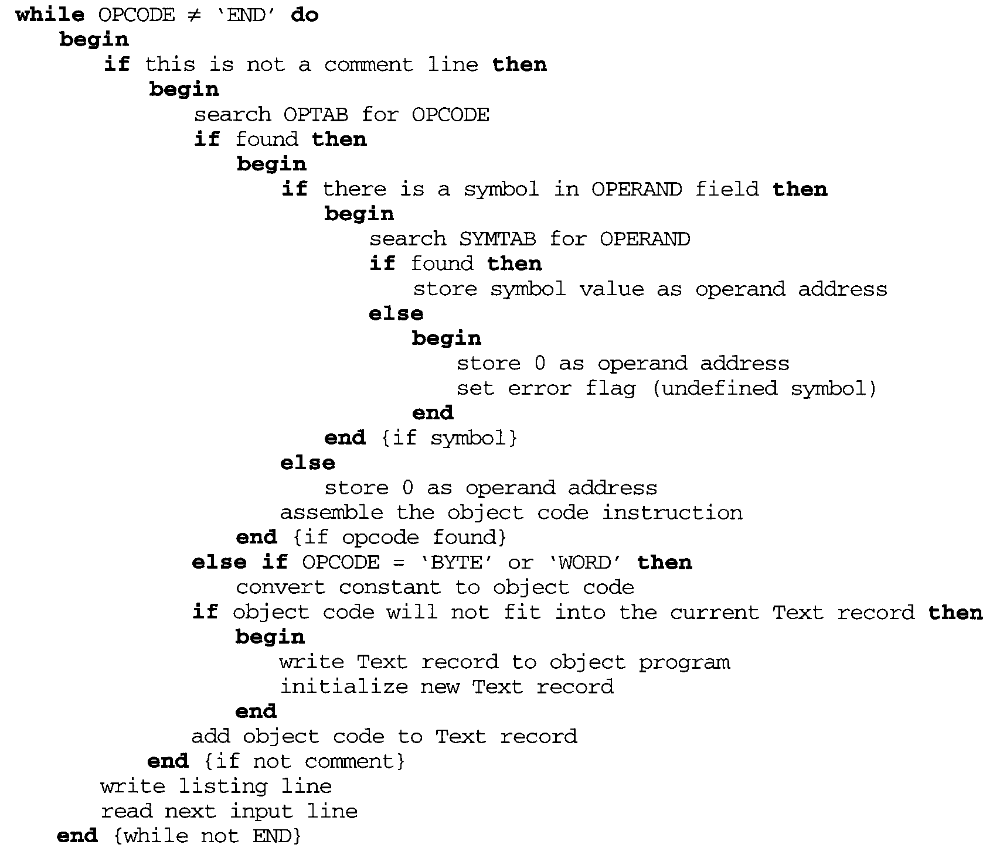 while OPCODE ≠ ‘END’ do
begin
if this is not a comment line then
begin
search OPTAB for OPCODE
if found then
begin
if there is a symbol in OPERAND field then
begin
search SYMTAB for OPERAND
if found then
store symbol value as operand address
else
begin
store 0 as operand address
set error flag (undefined symbol)
end
end {if symbol}
else
store 0 as operand address
assemble the object code instruction
end {if opcode found}
else if OPCODE = ‘BYTE’ or ‘WORD’ then
convert constant to object code
if object code will not fit into the current Text record then
begin
write Text record to object program
initialize new Text record
end
add object code to Text record
end {if not comment}
write listing line
read next input line
end {while not END}